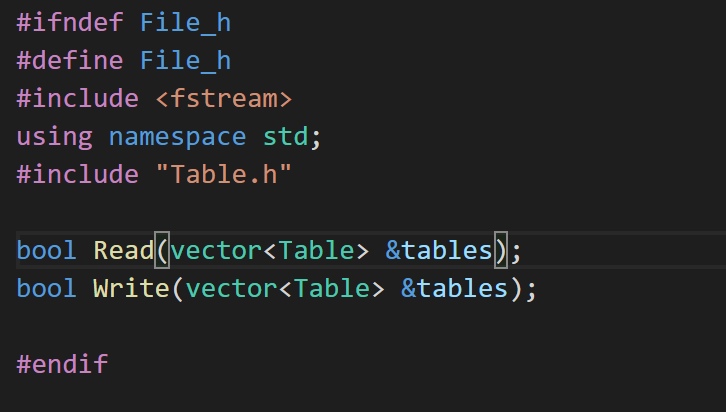 #ifndef File_h
#define File_h
#include <fstream>
using namespace std;
#include "Table.h"
bool Read(vector<Table> &tables);
bool Write(vector<Table> &tables);
#endif